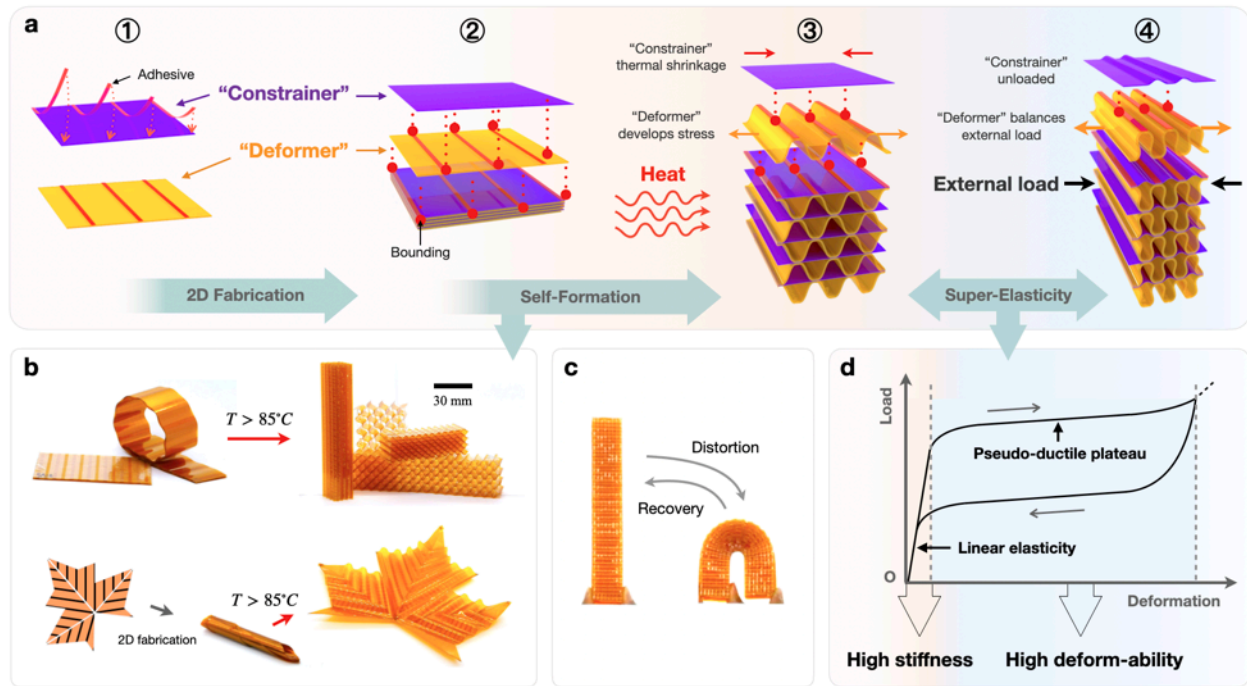 a
①
②
③
④
Adhesive
“Constrainer”
“Deformer”
Bounding
“Constrainer”
thermal shrinkage
“Deformer”
develops stress
Heat
“Constrainer”
unloaded
“Deformer” balances
external load
External load
2D Fabrication
Self-Formation
Super-Elasticity
b
T > 85°C
30 mm
2D fabrication
T > 85°C
c
Distortion
Recovery
d
Load
Pseudo-ductile plateau
Linear elasticity
O
Deformation
High stiffness
High deform-ability